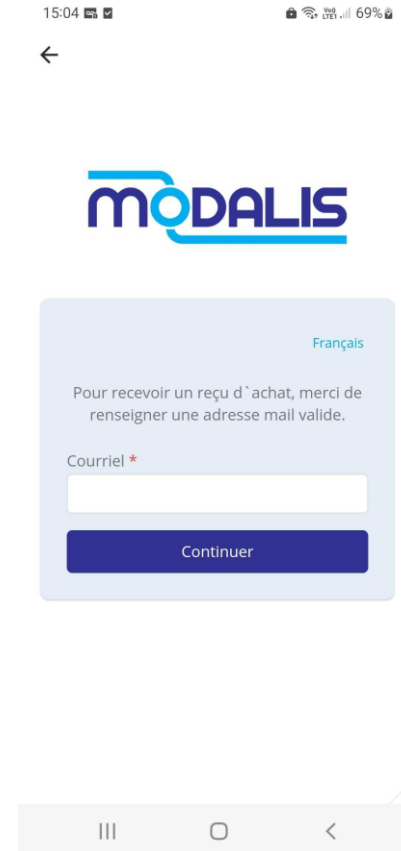 15:04 69%
MODALIS
Français
Pour recevoir un reçu d`achat, merci de
renseigner une adresse mail valide.
Courriel *
Continuer